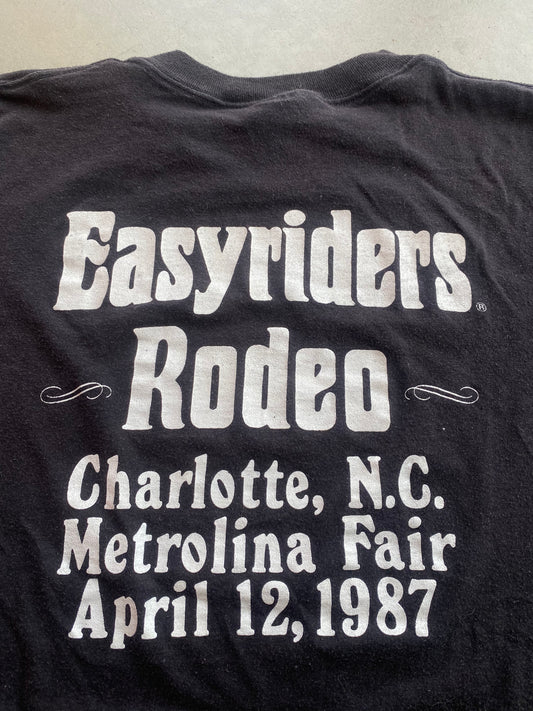 Easyriders®
Rodeo
Charlotte, N.C.
Metrolina Fair
April 12, 1987